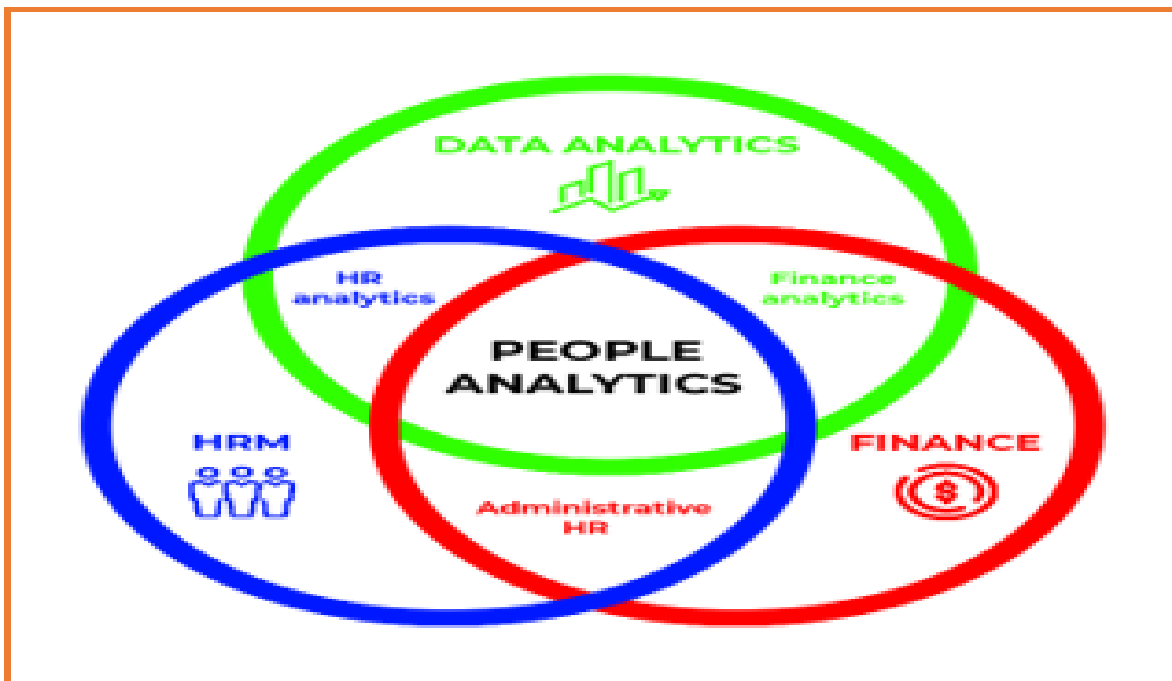 DATA ANALYTICS
HR
analytics
Finance
analytics
PEOPLE
ANALYTICS
HRM
FINANCE
$
Administrative
HR